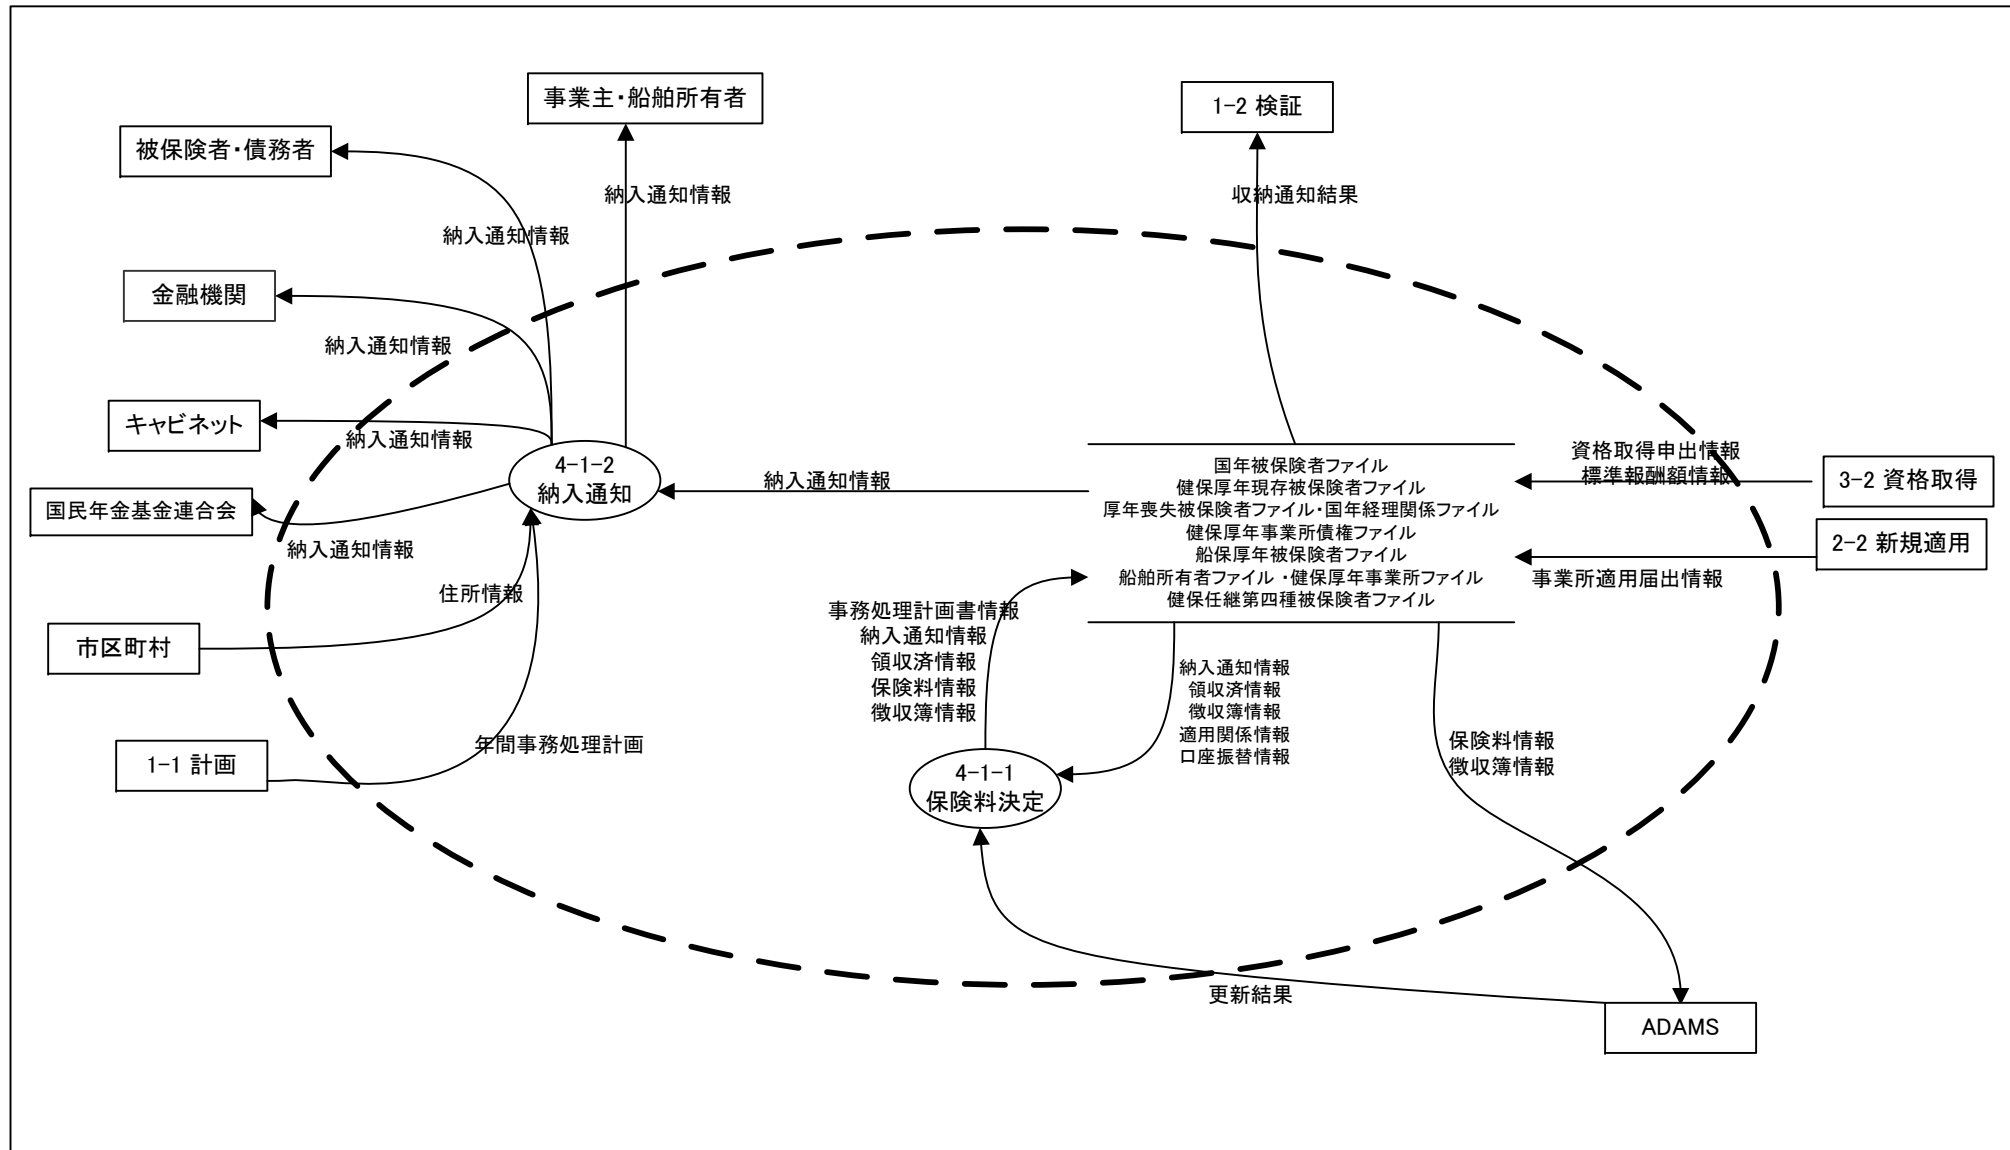 事業主・船舶所有者
1-2 検証
被保険者・債務者
納入通知情報
収納通知結果
納入通知情報
金融機関
納入通知情報
キャビネット
納入通知情報
4-1-2
納入通知
国民年金基金連合会
納入通知情報
納入通知情報
国年被保険者ファイル
健保厚年現存被保険者ファイル
厚年喪失被保険者ファイル・国年経理関係ファイル
健保厚年事業所債権ファイル
船保厚年被保険者ファイル
船舶所有者ファイル ・健保厚年事業所ファイル
健保任継第四種被保険者ファイル
資格取得申出情報
標準報酬額情報
3-2 資格取得
2-2 新規適用
事業所適用届出情報
住所情報
市区町村
1-1 計画
年間事務処理計画
事務処理計画書情報
納入通知情報
領収済情報
保険料情報
徴収簿情報
納入通知情報
領収済情報
徴収簿情報
適用関係情報
口座振替情報
保険料情報
徴収簿情報
4-1-1
保険料決定
更新結果
ADAMS